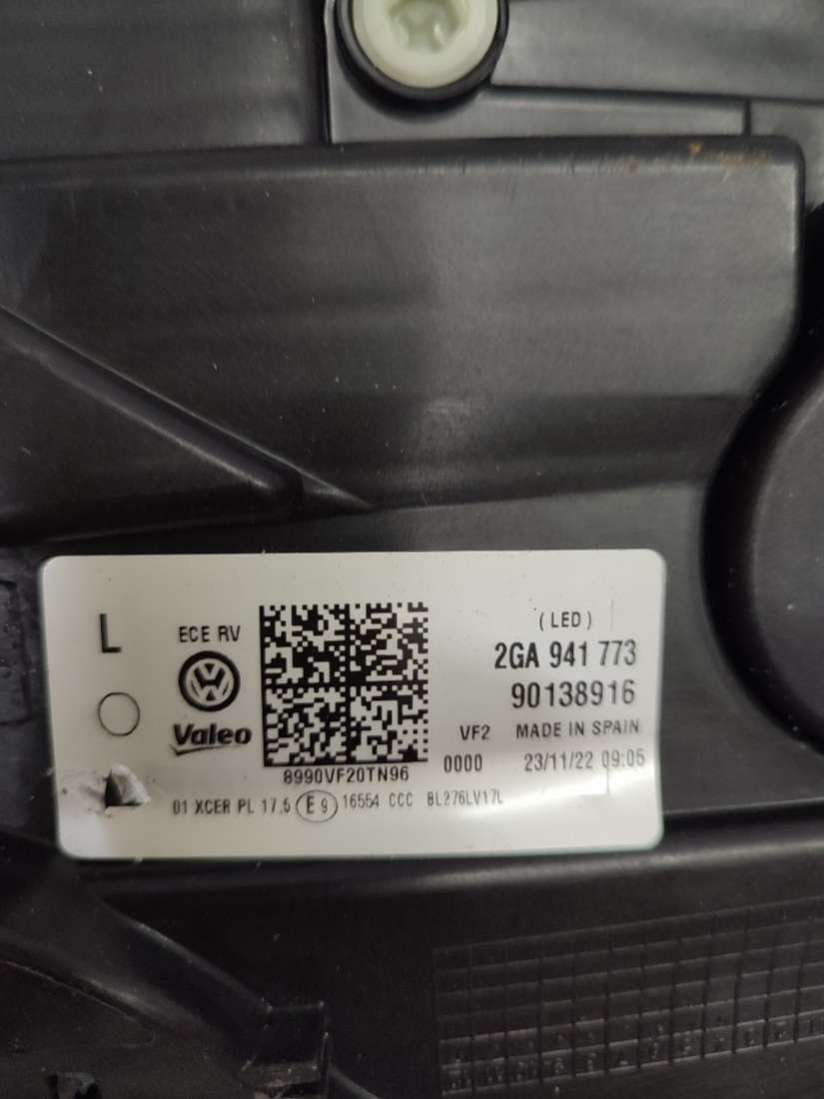 L
ECE RV
(LED)
2GA 941 773
90138916
Valeo
VF2 MADE IN SPAIN
8990VF20TN96
0000 23/11/22 09:05
01 XCER PL 17.5 E9 16554 CCC BL276LV17L